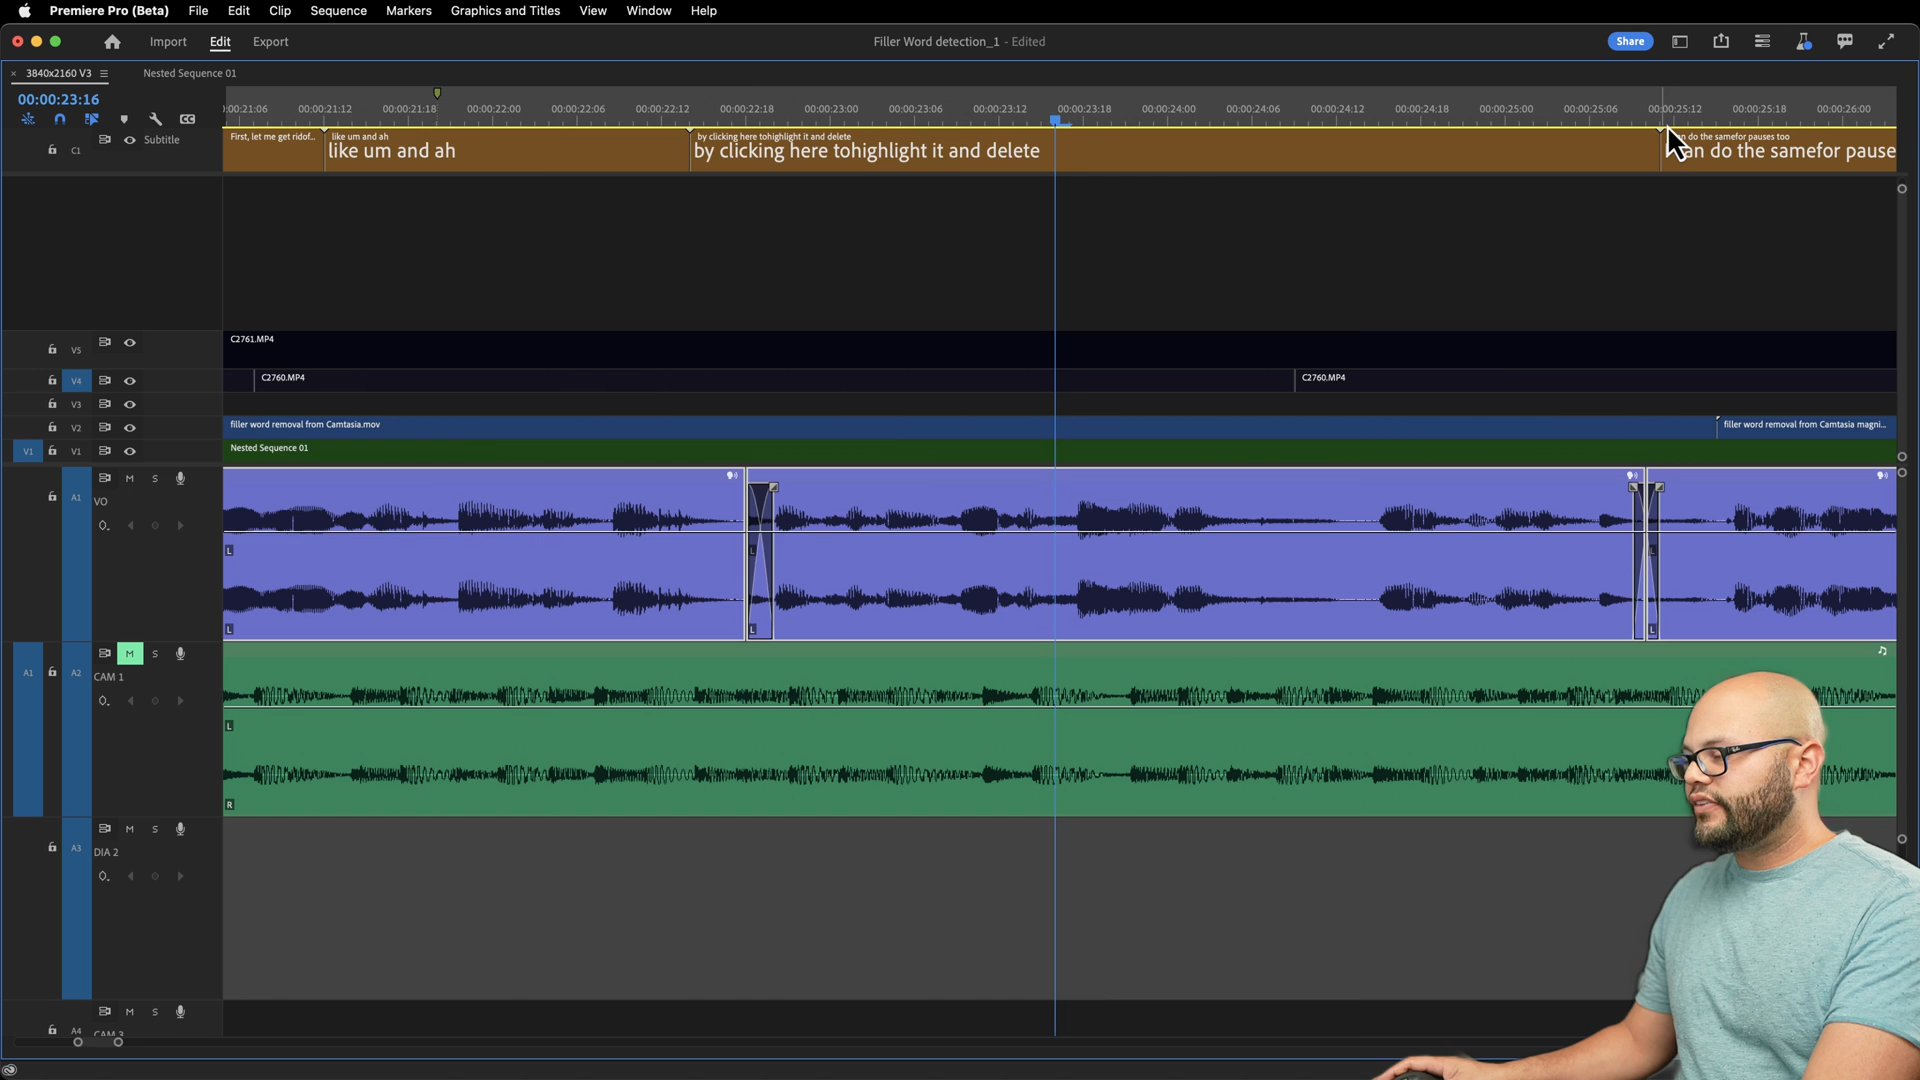 Premiere Pro (Beta) File Edit Clip Sequence Markers Graphics and Titles View Window Help
Import Edit Export Filler Word detection_1 - Edited Share
3840x2160 V3 Nested Sequence 01
00:00:23:16
:00:21:06 00:00:21:12 00:00:21:18 00:00:22:00 00:00:22:06 00:00:22:12 00:00:22:18 00:00:23:00 00:00:23:06 00:00:23:12 00:00:23:18 00:00:24:00 00:00:24:06 00:00:24:12 00:00:24:18 00:00:25:00 00:00:25:06 00:00:25:12 00:00:25:18 00:00:26:00
CC
C1 Subtitle
First, let me get ridof... like um and ah by clicking here tohighlight it and delete an do the samefor pauses too
like um and ah by clicking here tohighlight it and delete an do the samefor pause
V5 C2761.MP4
V4 C2760.MP4 C2760.MP4
V3
V2 filler word removal from Camtasia.mov filler word removal from Camtasia magni...
V1 V1 Nested Sequence 01
M S
A1 VO
L L L
L L L
M S
A1 A2 CAM 1
L
R
M S
A3 DIA 2
M S
A4 CAM 3